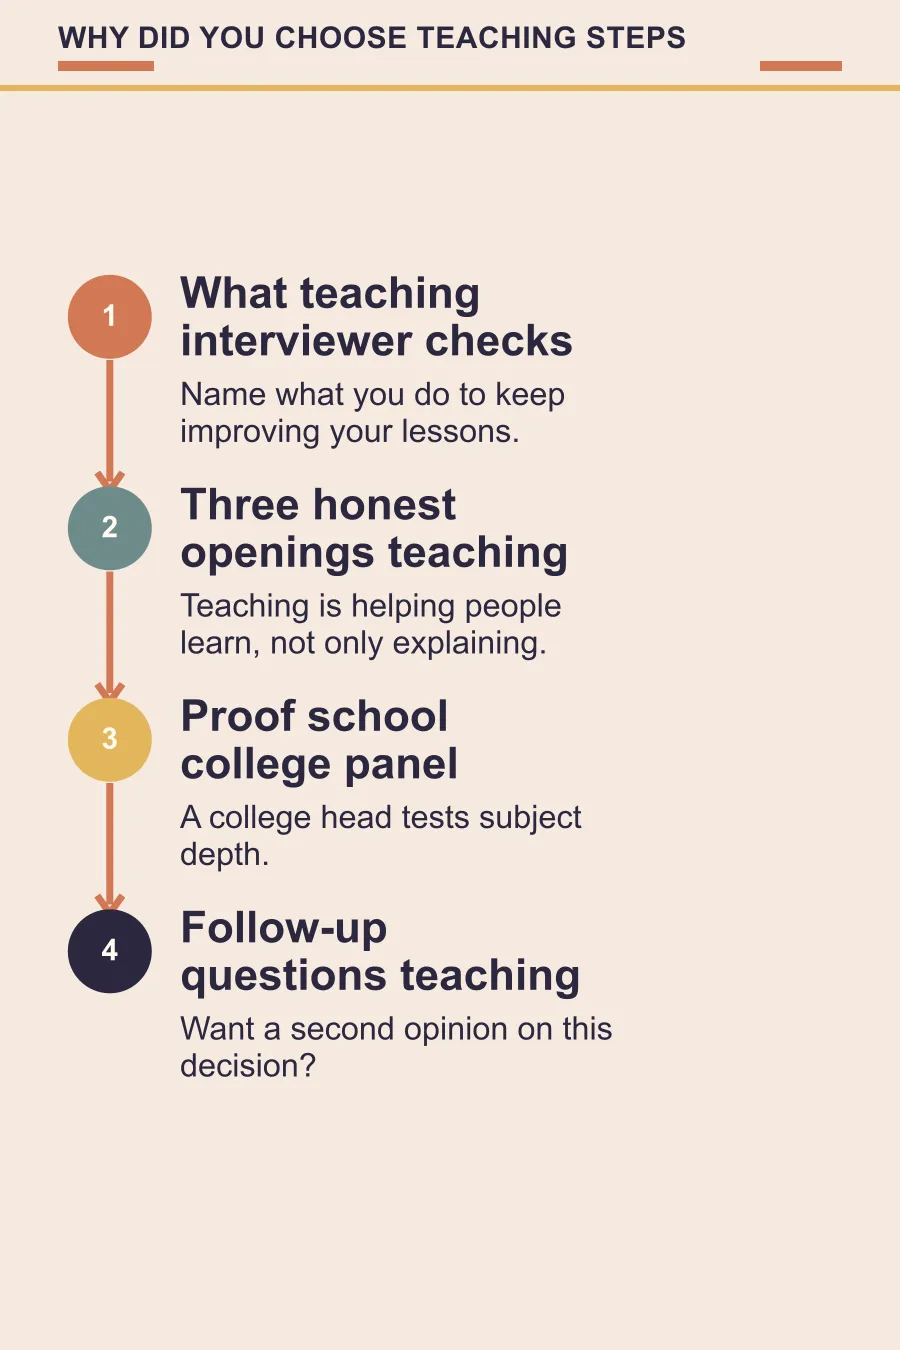 WHY DID YOU CHOOSE TEACHING STEPS
1
What teaching
interviewer checks
Name what you do to keep
improving your lessons.
2
Three honest
openings teaching
Teaching is helping people
learn, not only explaining.
3
Proof school
college panel
A college head tests subject
depth.
4
Follow-up
questions teaching
Want a second opinion on this
decision?